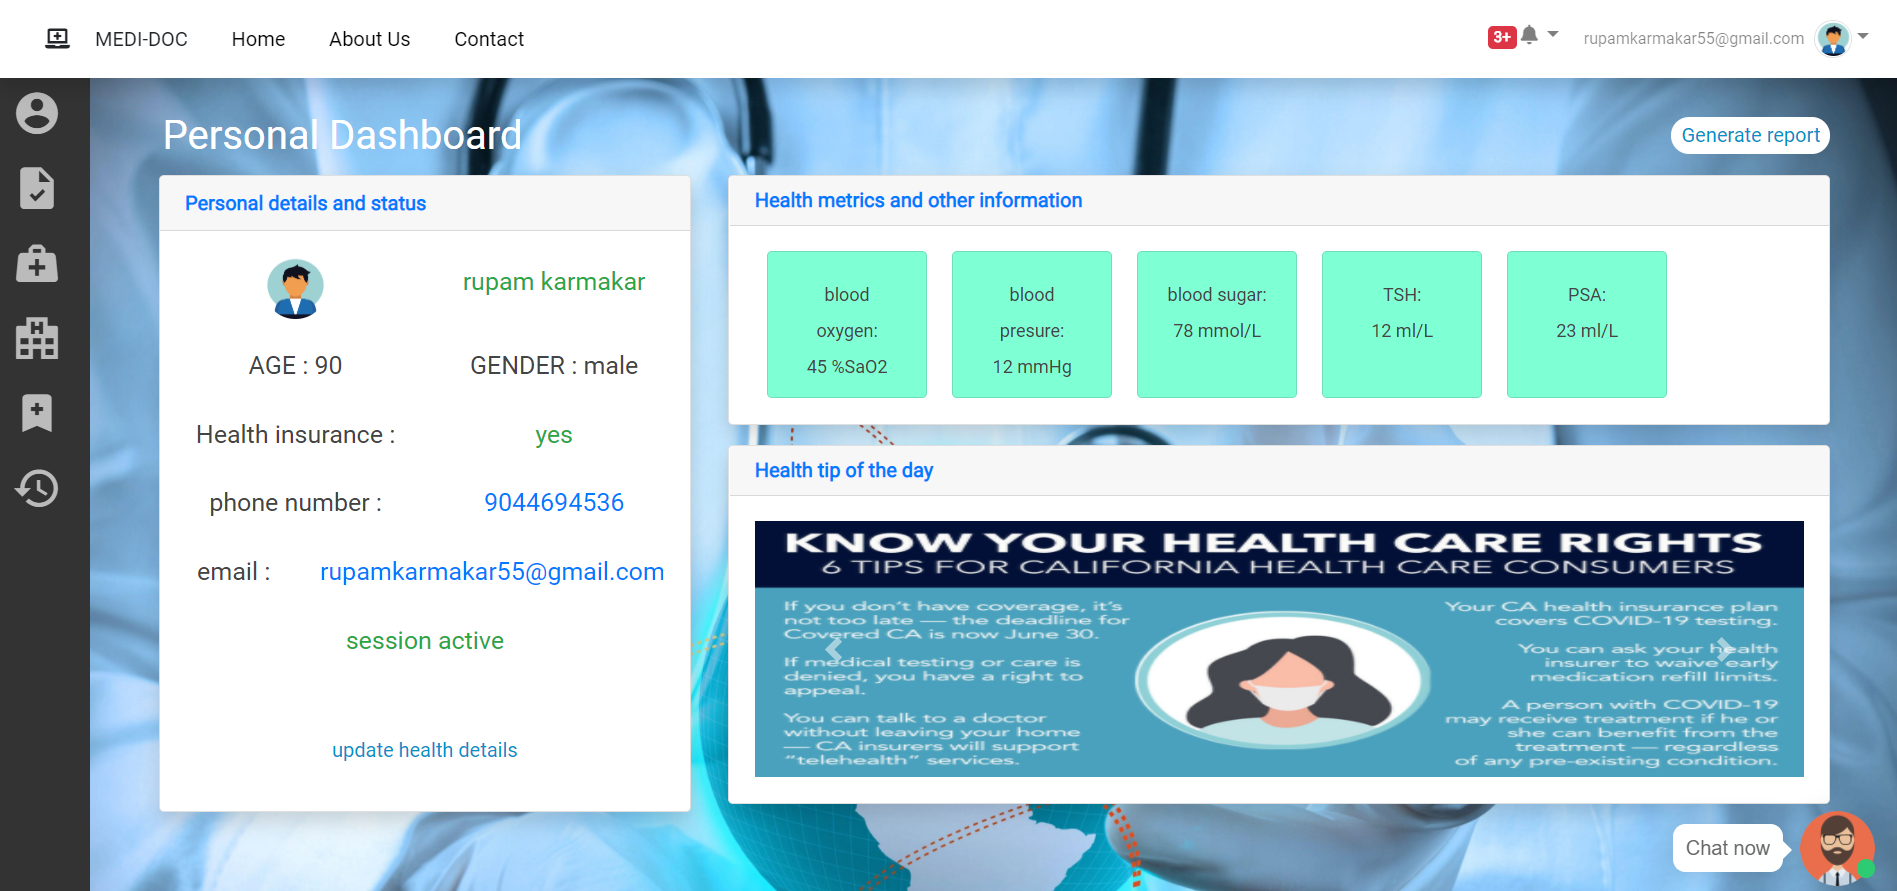 MEDI-DOC Home About Us Contact 3+ rupamkarmakar55@gmail.com
Personal Dashboard
Generate report
Personal details and status
rupam karmakar
AGE : 90 GENDER : male
Health insurance : yes
phone number : 9044694536
email : rupamkarmakar55@gmail.com
session active
update health details
Health metrics and other information
blood
oxygen:
45 %SaO2
blood
presure:
12 mmHg
blood sugar:
78 mmol/L
TSH:
12 ml/L
PSA:
23 ml/L
Health tip of the day
KNOW YOUR HEALTH CARE RIGHTS
6 TIPS FOR CALIFORNIA HEALTH CARE CONSUMERS
If you don't have coverage, it's
not too late — the deadline for
Covered CA is now June 30.
If medical testing or care is
denied, you have a right to
appeal.
You can talk to a doctor
without leaving your home
— CA insurers will support
"telehealth" services.
Your CA health insurance plan
covers COVID-19 testing.
You can ask your health
insurer to waive early
medication refill limits.
A person with COVID-19
may receive treatment if he or
she can benefit from the
treatment — regardless
of any pre-existing condition.
Chat now